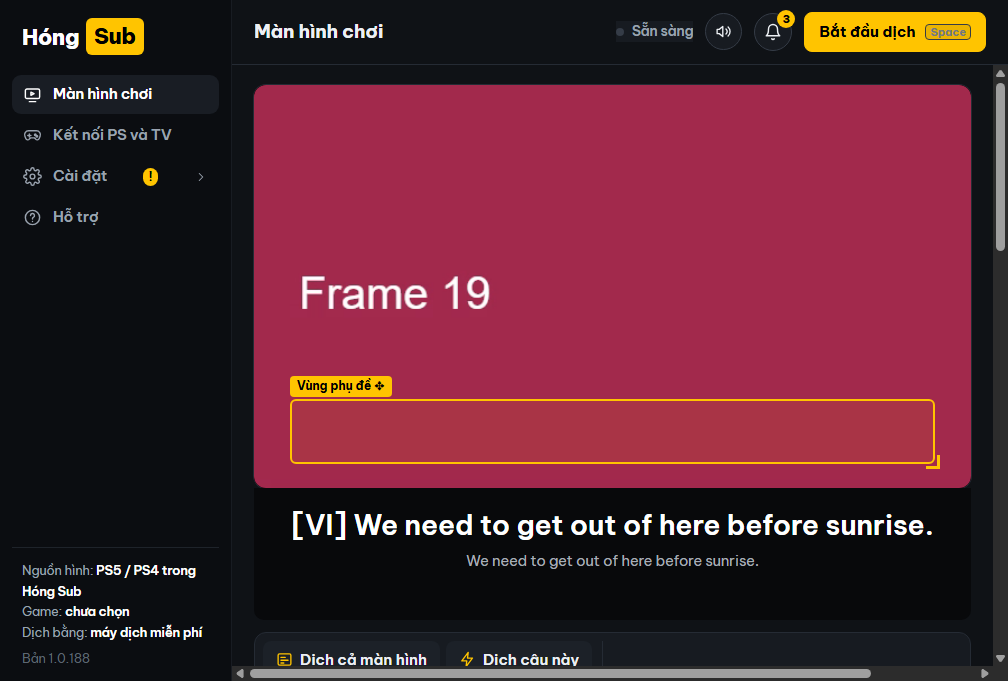 Hóng Sub
Màn hình chơi
Kết nối PS và TV
Cài đặt !
Hỗ trợ
Nguồn hình: PS5 / PS4 trong
Hóng Sub
Game: chưa chọn
Dịch bằng: máy dịch miễn phí
Bản 1.0.188
Màn hình chơi
Sẵn sàng
3
Bắt đầu dịch Space
Frame 19
Vùng phụ đề
[VI] We need to get out of here before sunrise.
We need to get out of here before sunrise.
Dịch cả màn hình
Dịch câu này